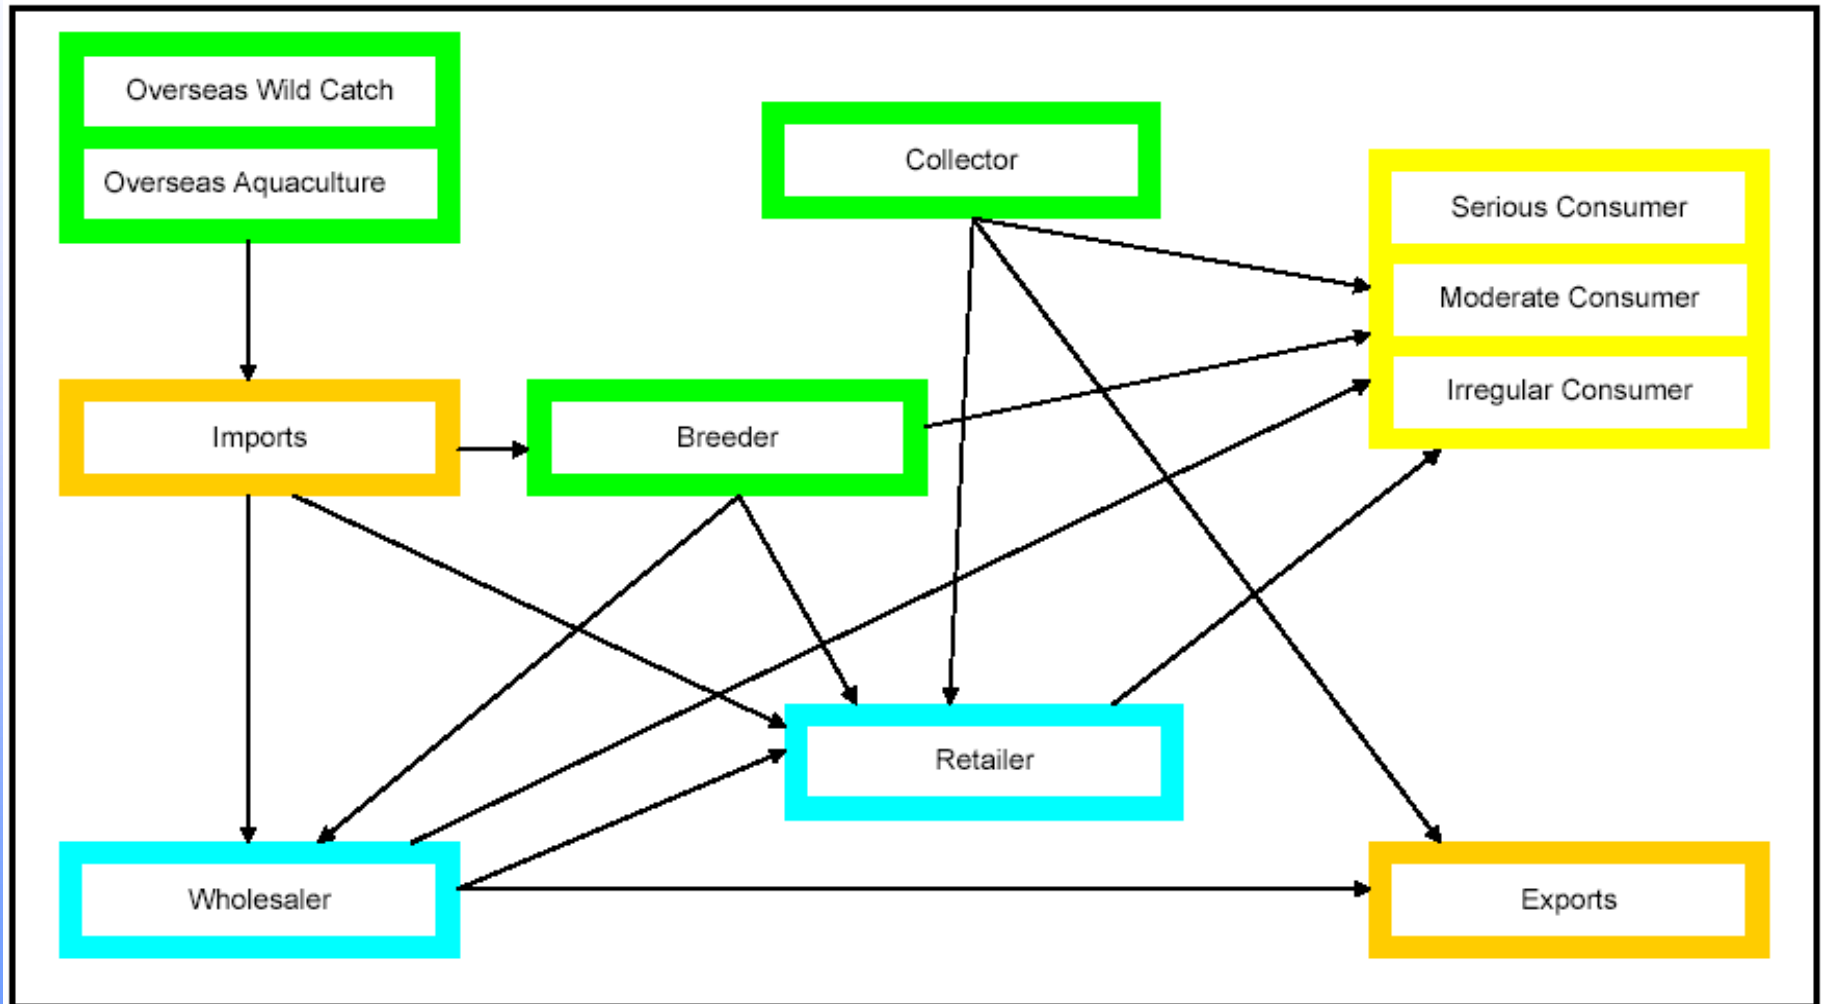 Overseas Wild Catch
Overseas Aquaculture
Collector
Serious Consumer
Moderate Consumer
Irregular Consumer
Imports
Breeder
Retailer
Wholesaler
Exports